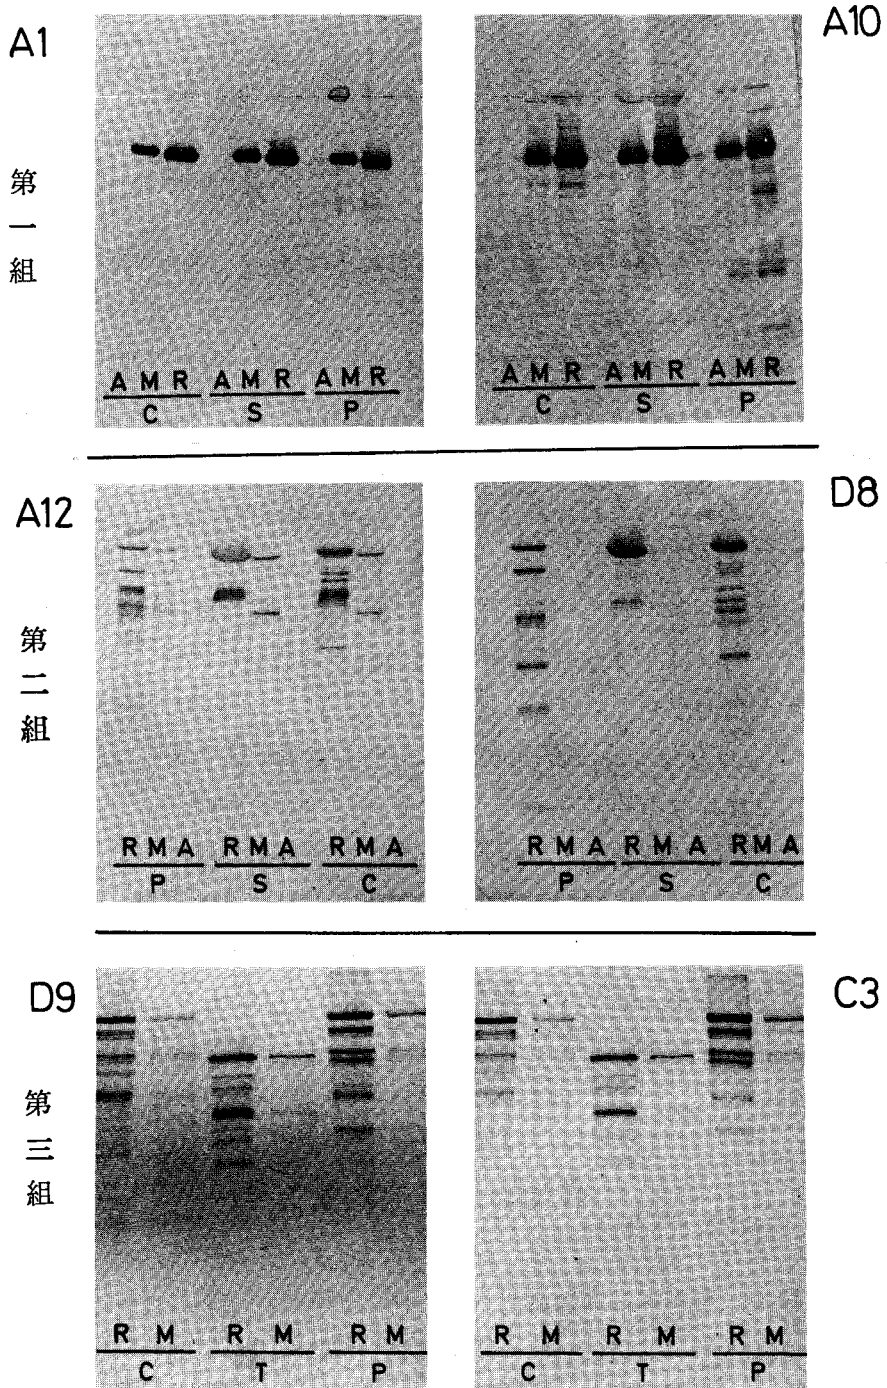 A1
A10
第一組
A M R A M R A M R
C S P
A M R A M R A M R
C S P
A12
D8
第二組
R M A R M A R M A
P S C
R M A R M A R M A
P S C
D9
C3
第三組
R M R M R M
C T P
R M R M R M
C T P